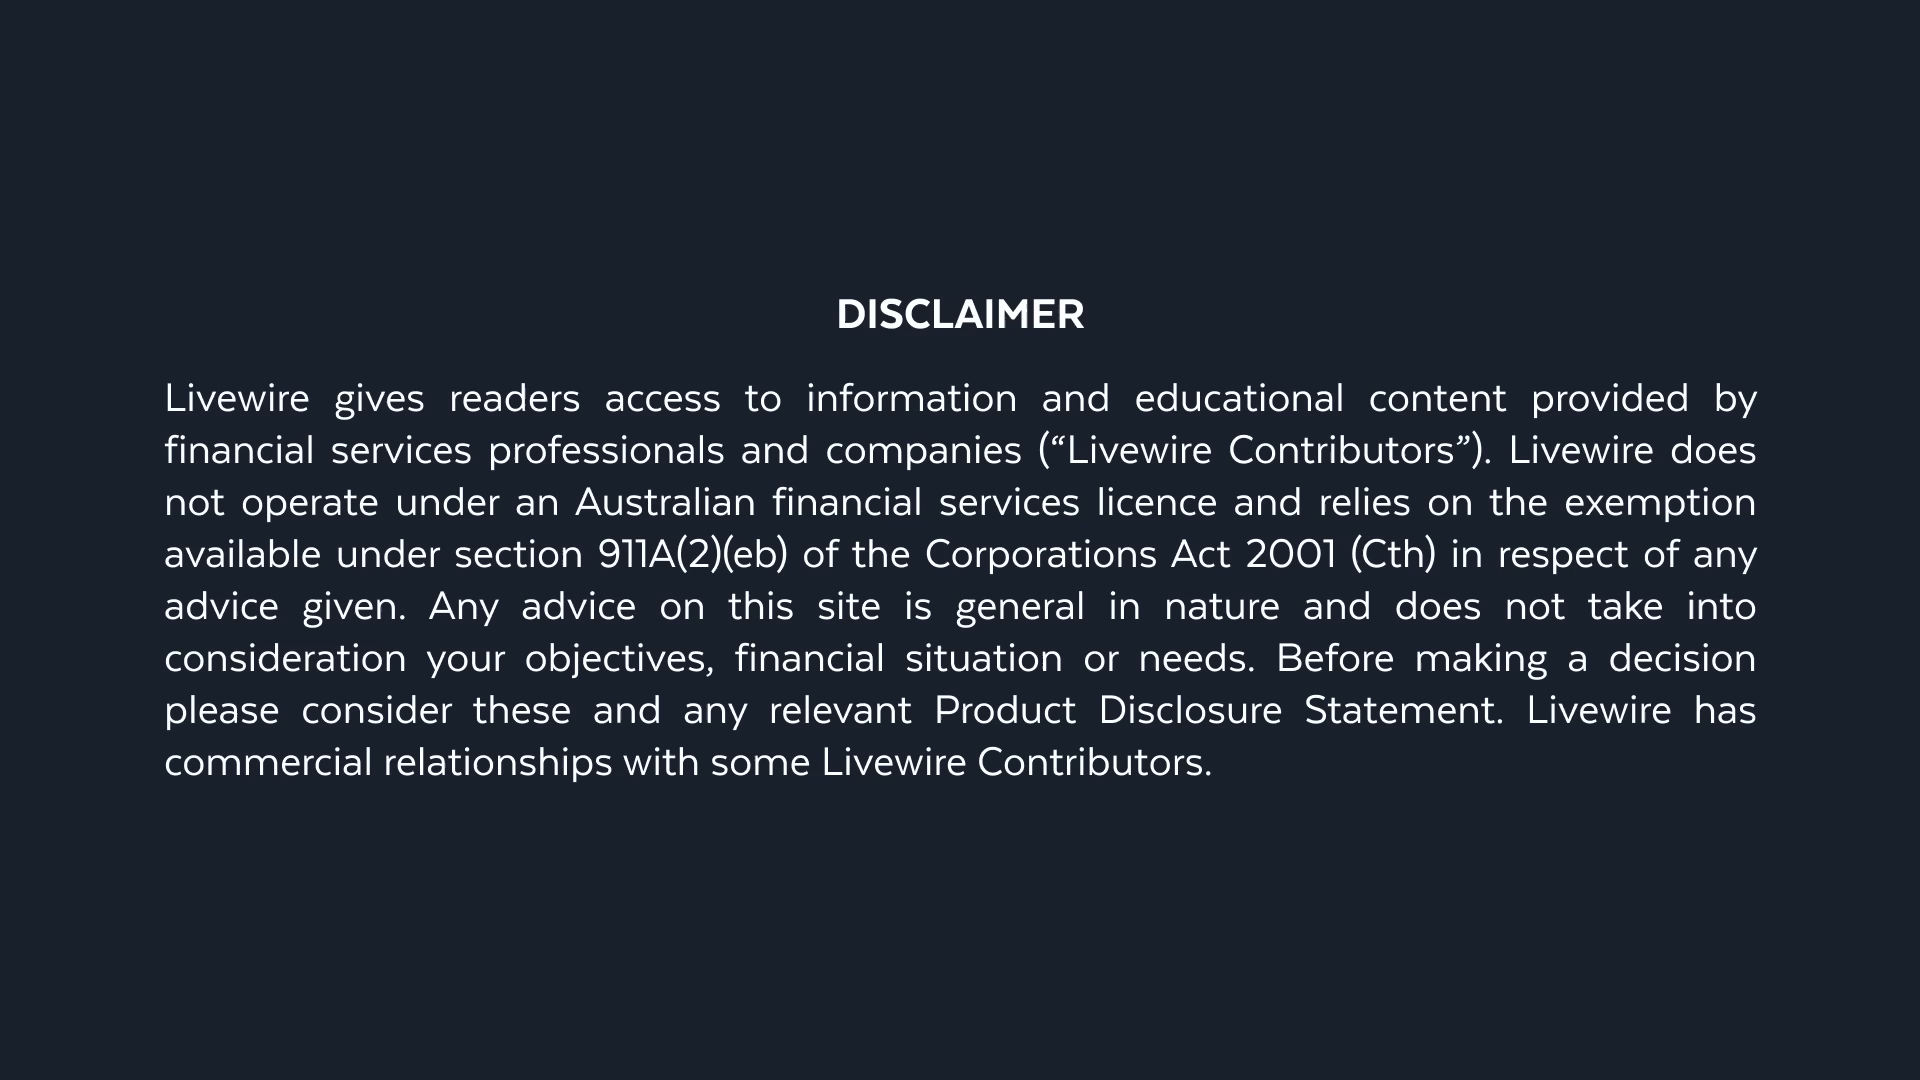 DISCLAIMER
Livewire gives readers access to information and educational content provided by
financial services professionals and companies (“Livewire Contributors”). Livewire does
not operate under an Australian financial services licence and relies on the exemption
available under section 911A(2)(eb) of the Corporations Act 2001 (Cth) in respect of any
advice given. Any advice on this site is general in nature and does not take into
consideration your objectives, financial situation or needs. Before making a decision
please consider these and any relevant Product Disclosure Statement. Livewire has
commercial relationships with some Livewire Contributors.